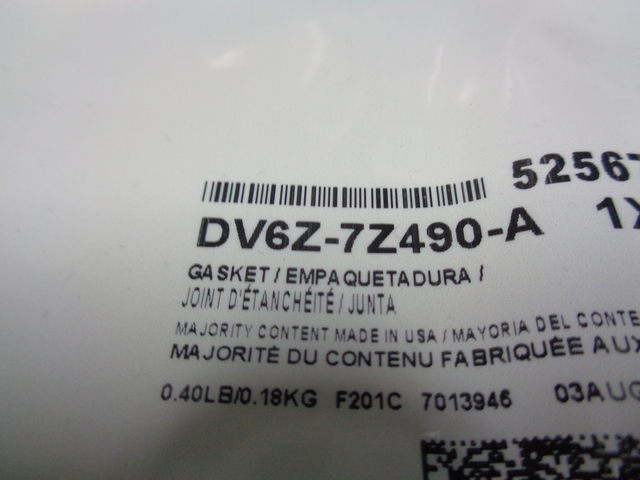 5256
DV6Z-7Z490-A 1X
GASKET / EMPAQUETADURA /
JOINT D'ÉTANCHÉITÉ / JUNTA
MAJORITY CONTENT MADE IN USA / MAYORIA DEL CONTE
MAJORITÉ DU CONTENU FABRIQUÉE AUX
0.40LB/0.18KG F201C 7013946 03AUG